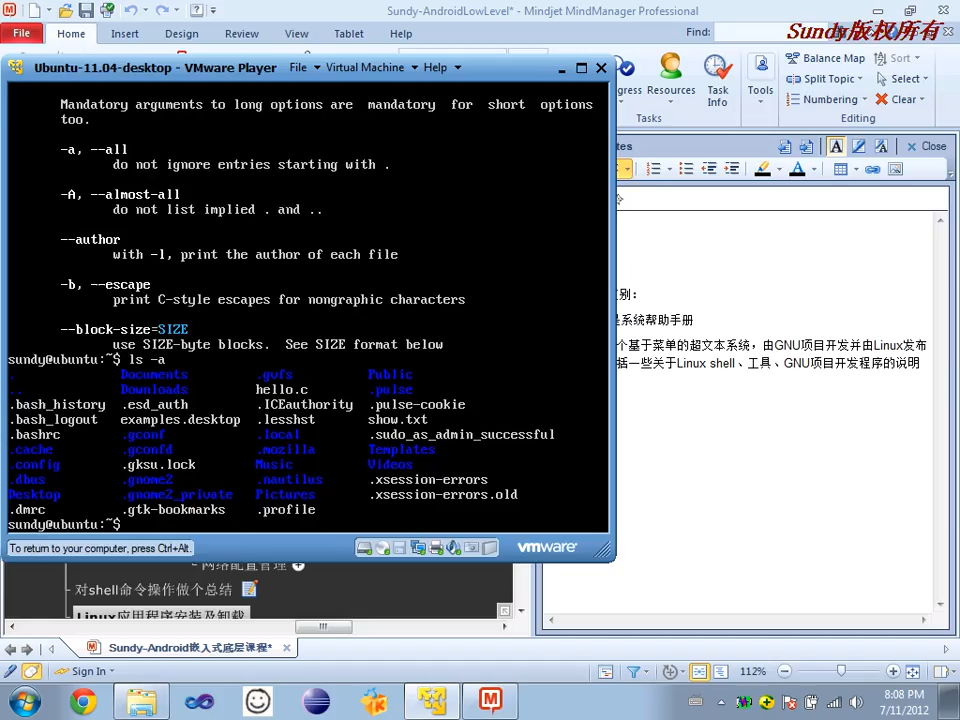 Sundy-AndroidLowLevel* - Mindjet MindManager Professional
File Home Insert Design Review View Tablet Help Find:
Sundy版权所有
Ubuntu-11.04-desktop - VMware Player File Virtual Machine Help
Resources Task Info Tools Balance Map Sort
Split Topic Select
Numbering Clear
Tasks Editing
Close
Mandatory arguments to long options are mandatory for short options
too.
-a, --all
do not ignore entries starting with .
-A, --almost-all
do not list implied . and ..
--author
with -l, print the author of each file
-b, --escape
print C-style escapes for nongraphic characters
--block-size=SIZE
use SIZE-byte blocks. See SIZE format below
sundy@ubuntu:~$ ls -a
. Documents .gvfs Public
.. Downloads hello.c .pulse
.bash_history .esd_auth .ICEauthority .pulse-cookie
.bash_logout examples.desktop .lesshst show.txt
.bashrc .gconf .local .sudo_as_admin_successful
.cache .gconfd .mozilla Templates
.config .gksu.lock Music Videos
.dbus .gnome2 .nautilus .xsession-errors
Desktop .gnome2_private Pictures .xsession-errors.old
.dmrc .gtk-bookmarks .profile
sundy@ubuntu:~$
别：
是系统帮助手册
个基于菜单的超文本系统，由GNU项目开发并由Linux发布
括一些关于Linux shell、工具、GNU项目开发程序的说明
To return to your computer, press Ctrl+Alt.
vmware
网络配置管理
对shell命令操作做个总结
Linux应用程序安装及卸载
Sundy-Android嵌入式底层课程*
Sign In 112%
8:08 PM
7/11/2012